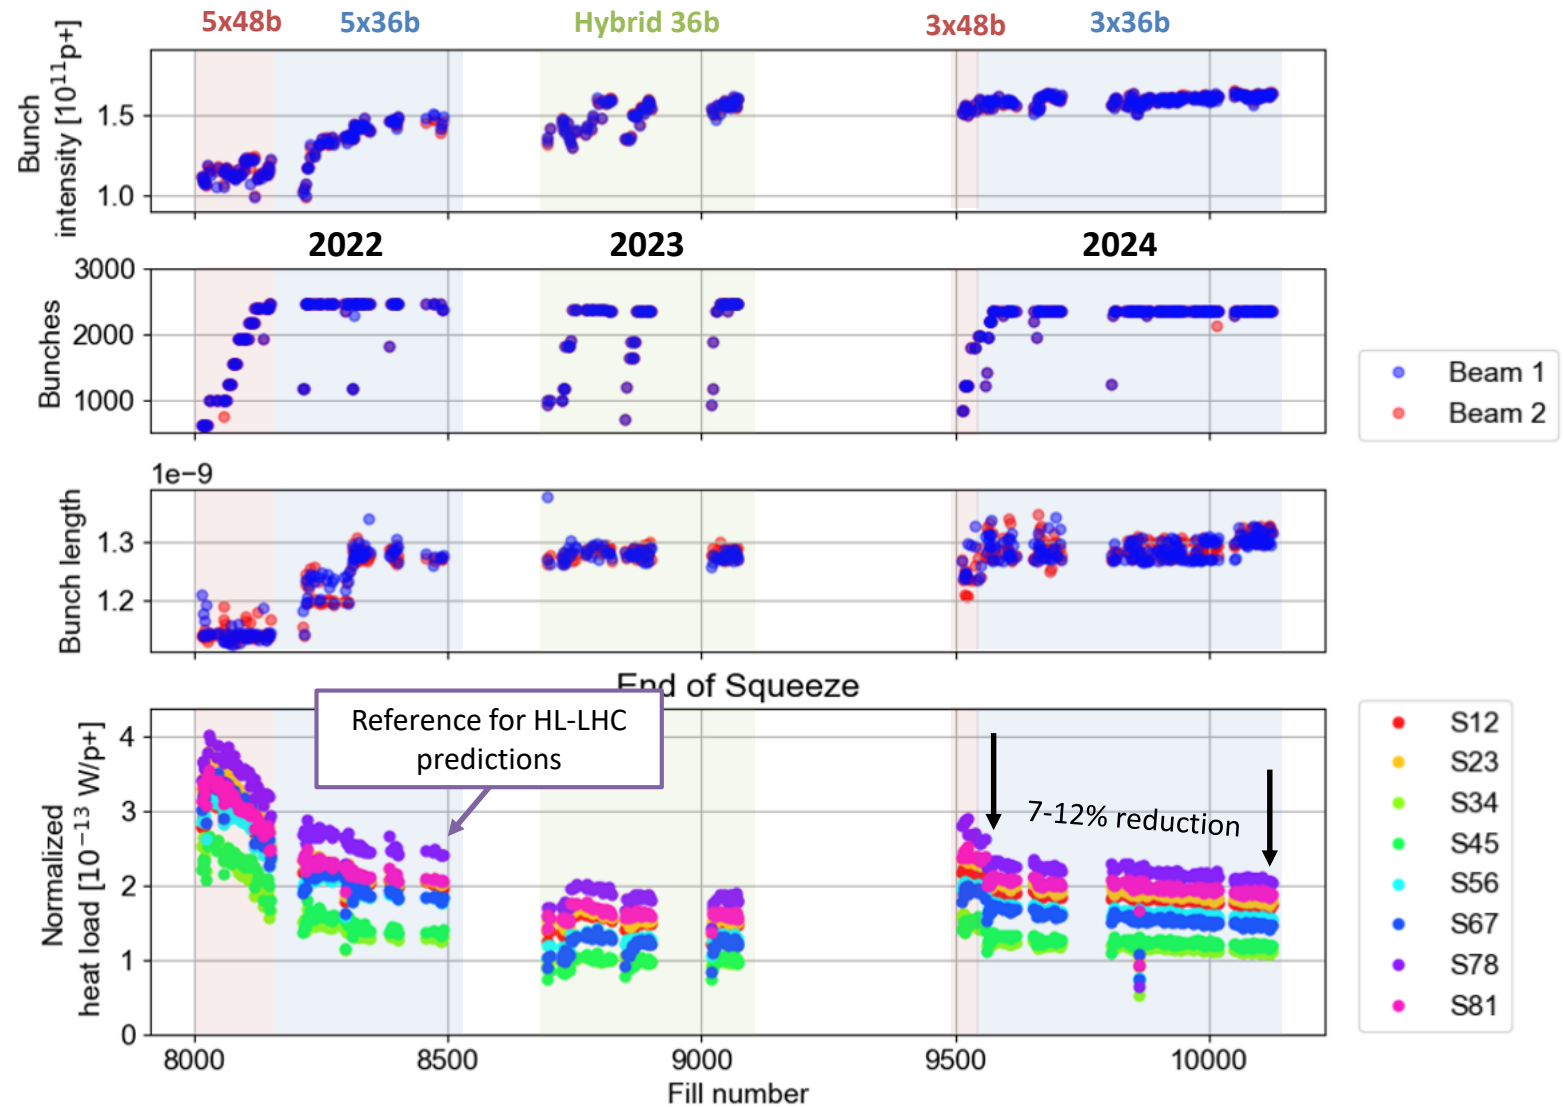 5x48b 5x36b Hybrid 36b 3x48b 3x36b
Bunch
intensity [10¹¹p+]
1.5
1.0
2022 2023 2024
Bunches
3000
2000
1000
Beam 1
Beam 2
1e−9
Bunch length
1.3
1.2
End of Squeeze
Reference for HL-LHC
predictions
7-12% reduction
Normalized
heat load [10⁻¹³ W/p+]
4
3
2
1
0
8000 8500 9000 9500 10000
Fill number
S12
S23
S34
S45
S56
S67
S78
S81